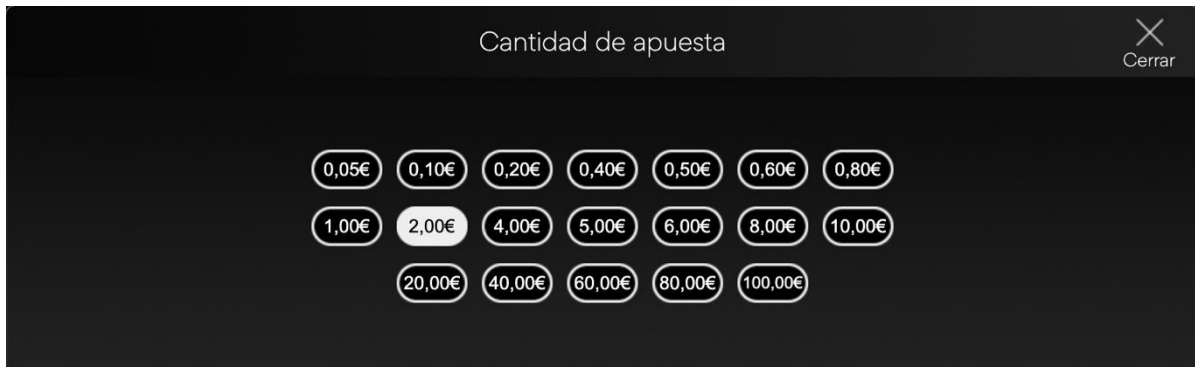 Cantidad de apuesta
Cerrar
0,05€ 0,10€ 0,20€ 0,40€ 0,50€ 0,60€ 0,80€
1,00€ 2,00€ 4,00€ 5,00€ 6,00€ 8,00€ 10,00€
20,00€ 40,00€ 60,00€ 80,00€ 100,00€